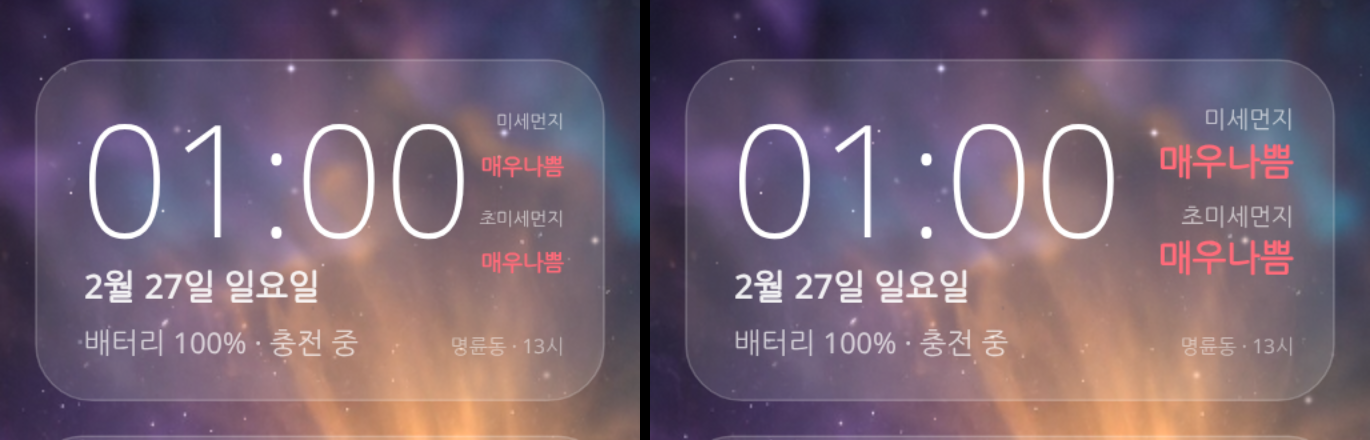 01:00
미세먼지
매우나쁨
초미세먼지
매우나쁨
2월 27일 일요일
배터리 100% · 충전 중
명륜동 · 13시
01:00
미세먼지
매우나쁨
초미세먼지
매우나쁨
2월 27일 일요일
배터리 100% · 충전 중
명륜동 · 13시